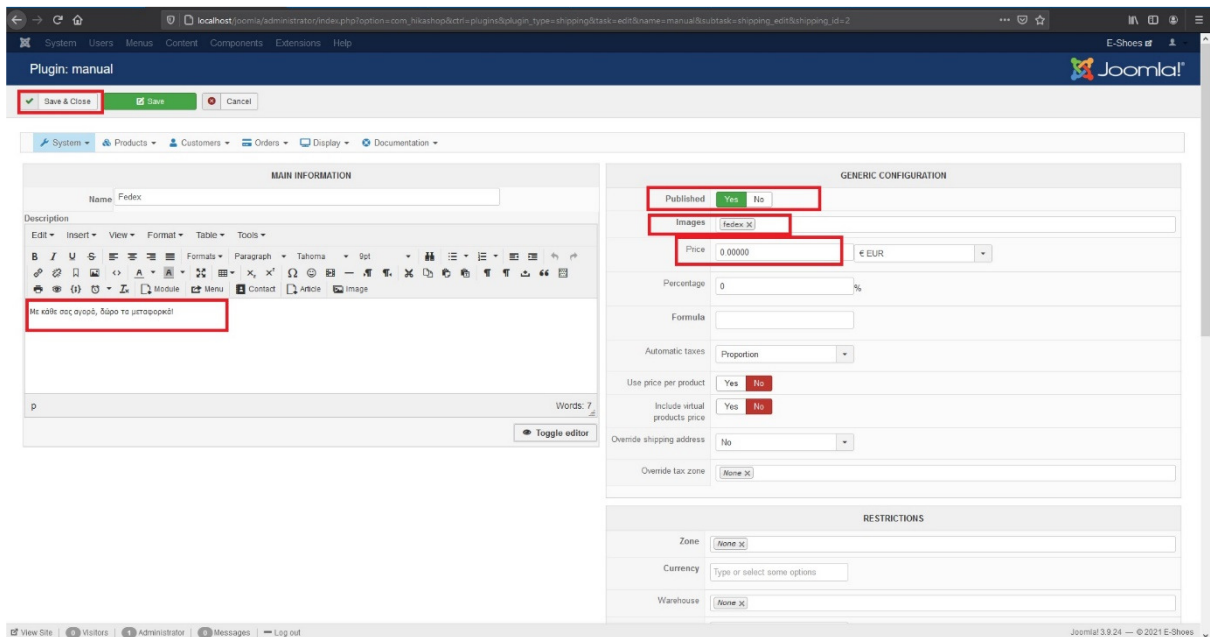 localhost/joomla/administrator/index.php?option=com_hikashop&ctrl=plugins&plugin_type=shipping&task=edit&name=manual&subtask=shipping_edit&shipping_id=2
System Users Menus Content Components Extensions Help
E-Shoes
Plugin: manual
Joomla!®
Save & Close
Save
Cancel
System Products Customers Orders Display Documentation
MAIN INFORMATION
Name Fedex
Description
Edit Insert View Format Table Tools
B I U S Formats Paragraph Tahoma 9pt
Module Menu Contact Article Image
Με κάθε σας αγορά, δώρο τα μεταφορικά!
p
Words: 7
Toggle editor
GENERIC CONFIGURATION
Published Yes No
Images fedex x
Price 0.00000 € EUR
Percentage 0 %
Formula
Automatic taxes Proportion
Use price per product Yes No
Include virtual
products price
Yes No
Override shipping address No
Override tax zone None x
RESTRICTIONS
Zone None x
Currency Type or select some options
Warehouse None x
View Site 0 Visitors 1 Administrator 0 Messages Log out
Joomla! 3.9.24 — © 2021 E-Shoes